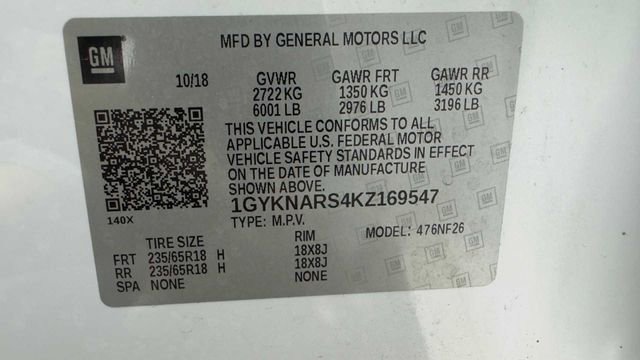 GM
MFD BY GENERAL MOTORS LLC
10/18 GVWR GAWR FRT GAWR RR
2722 KG 1350 KG 1450 KG
6001 LB 2976 LB 3196 LB
THIS VEHICLE CONFORMS TO ALL
APPLICABLE U.S. FEDERAL MOTOR
VEHICLE SAFETY STANDARDS IN EFFECT
ON THE DATE OF MANUFACTURE
SHOWN ABOVE.
1GYKNARS4KZ169547
140X
TYPE: M.P.V. MODEL: 476NF26
TIRE SIZE RIM
FRT 235/65R18 H 18X8J
RR 235/65R18 H 18X8J
SPA NONE NONE